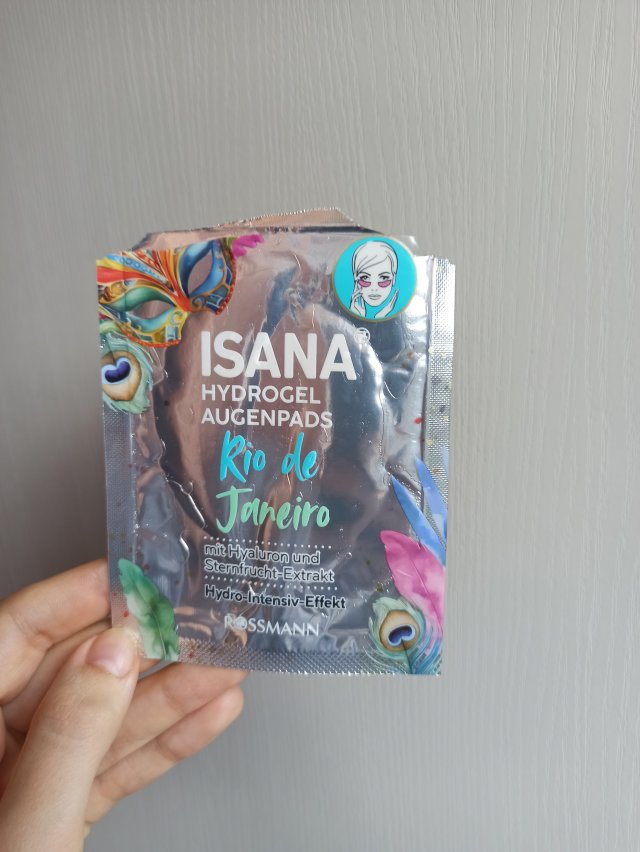 ISANA®
HYDROGEL
AUGENPADS
Rio de
Janeiro
mit Hyaluron und
Sternfrucht-Extrakt
Hydro-Intensiv-Effekt
ROSSMANN